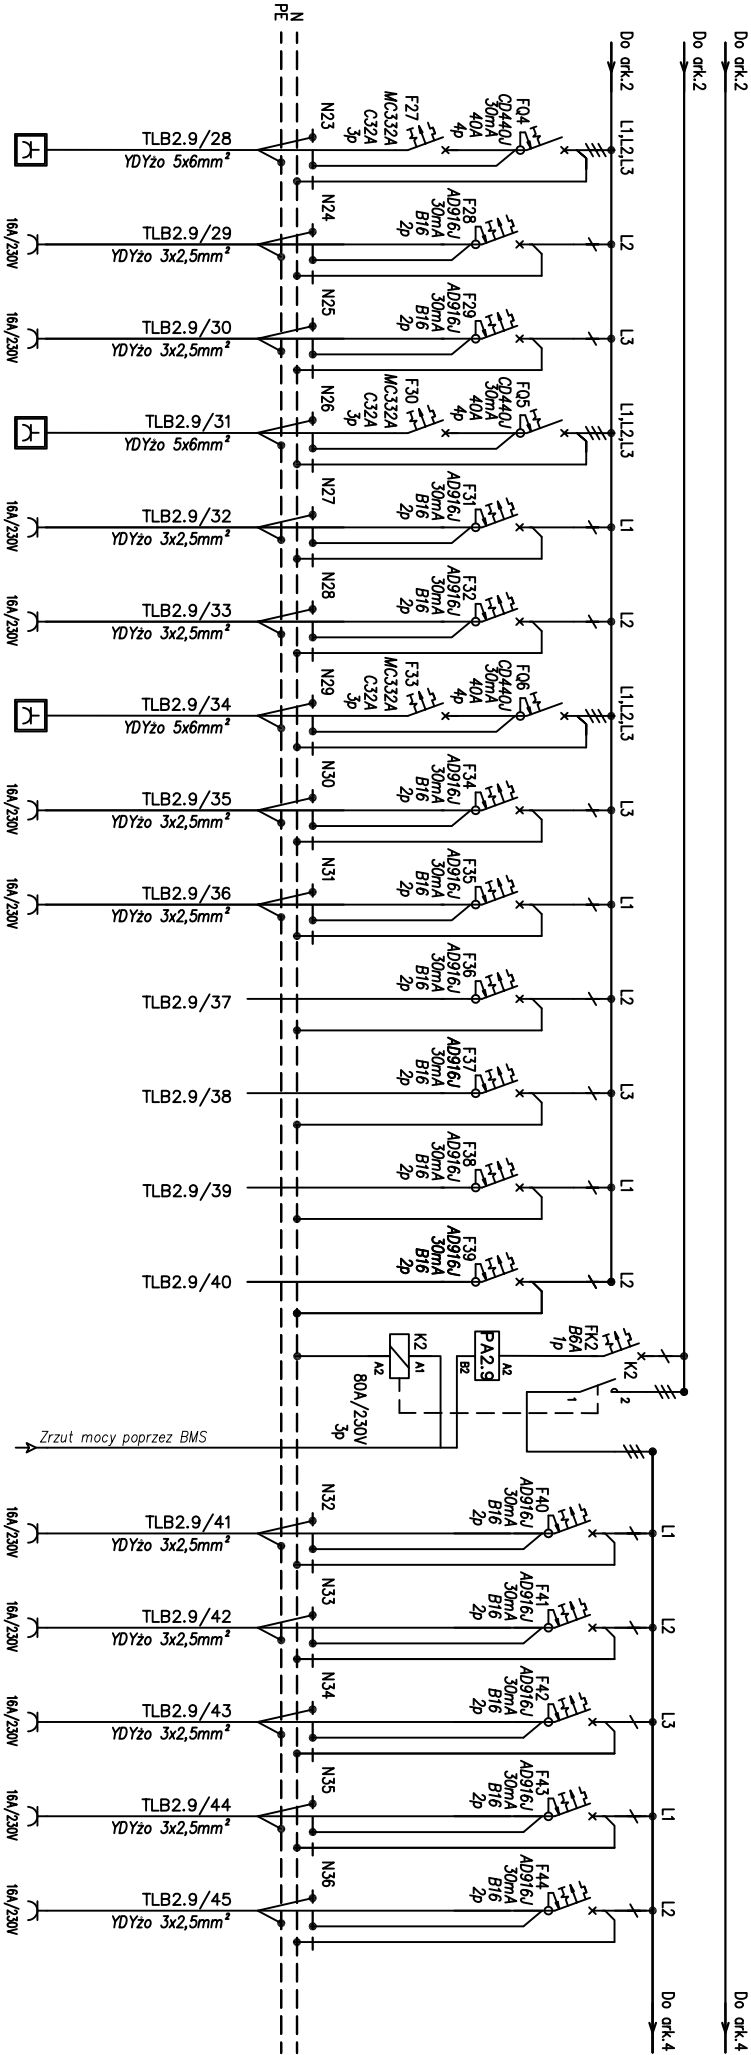 Do ark.2
Do ark.2
Do ark.2
N
PE
L1,L2,L3
FQ4
CD440J
30mA
40A
4p
F27
MC332A
C32A
3p
N23
TLB2.9/28
YDYżo 5x6mm²
L2
F28
AD916J
30mA
B16
2p
N24
TLB2.9/29
YDYżo 3x2,5mm²
16A/230V
L3
F29
AD916J
30mA
B16
2p
N25
TLB2.9/30
YDYżo 3x2,5mm²
16A/230V
L1,L2,L3
FQ5
CD440J
30mA
40A
4p
F30
MC332A
C32A
3p
N26
TLB2.9/31
YDYżo 5x6mm²
L1
F31
AD916J
30mA
B16
2p
N27
TLB2.9/32
YDYżo 3x2,5mm²
16A/230V
L2
F32
AD916J
30mA
B16
2p
N28
TLB2.9/33
YDYżo 3x2,5mm²
16A/230V
L1,L2,L3
FQ6
CD440J
30mA
40A
4p
F33
MC332A
C32A
3p
N29
TLB2.9/34
YDYżo 5x6mm²
L3
F34
AD916J
30mA
B16
2p
N30
TLB2.9/35
YDYżo 3x2,5mm²
16A/230V
L1
F35
AD916J
30mA
B16
2p
N31
TLB2.9/36
YDYżo 3x2,5mm²
16A/230V
L2
F36
AD916J
30mA
B16
2p
TLB2.9/37
L3
F37
AD916J
30mA
B16
2p
TLB2.9/38
L1
F38
AD916J
30mA
B16
2p
TLB2.9/39
L2
F39
AD916J
30mA
B16
2p
TLB2.9/40
FK2
B6A
1p
K2
1
2
PA2.9
A2
B2
K2
A1
A2
80A/230V
3p
Zrzut mocy poprzez BMS
L1
F40
AD916J
30mA
B16
2p
N32
TLB2.9/41
YDYżo 3x2,5mm²
16A/230V
L2
F41
AD916J
30mA
B16
2p
N33
TLB2.9/42
YDYżo 3x2,5mm²
16A/230V
L3
F42
AD916J
30mA
B16
2p
N34
TLB2.9/43
YDYżo 3x2,5mm²
16A/230V
L1
F43
AD916J
30mA
B16
2p
N35
TLB2.9/44
YDYżo 3x2,5mm²
16A/230V
L2
F44
AD916J
30mA
B16
2p
N36
TLB2.9/45
YDYżo 3x2,5mm²
16A/230V
Do ark.4
Do ark.4